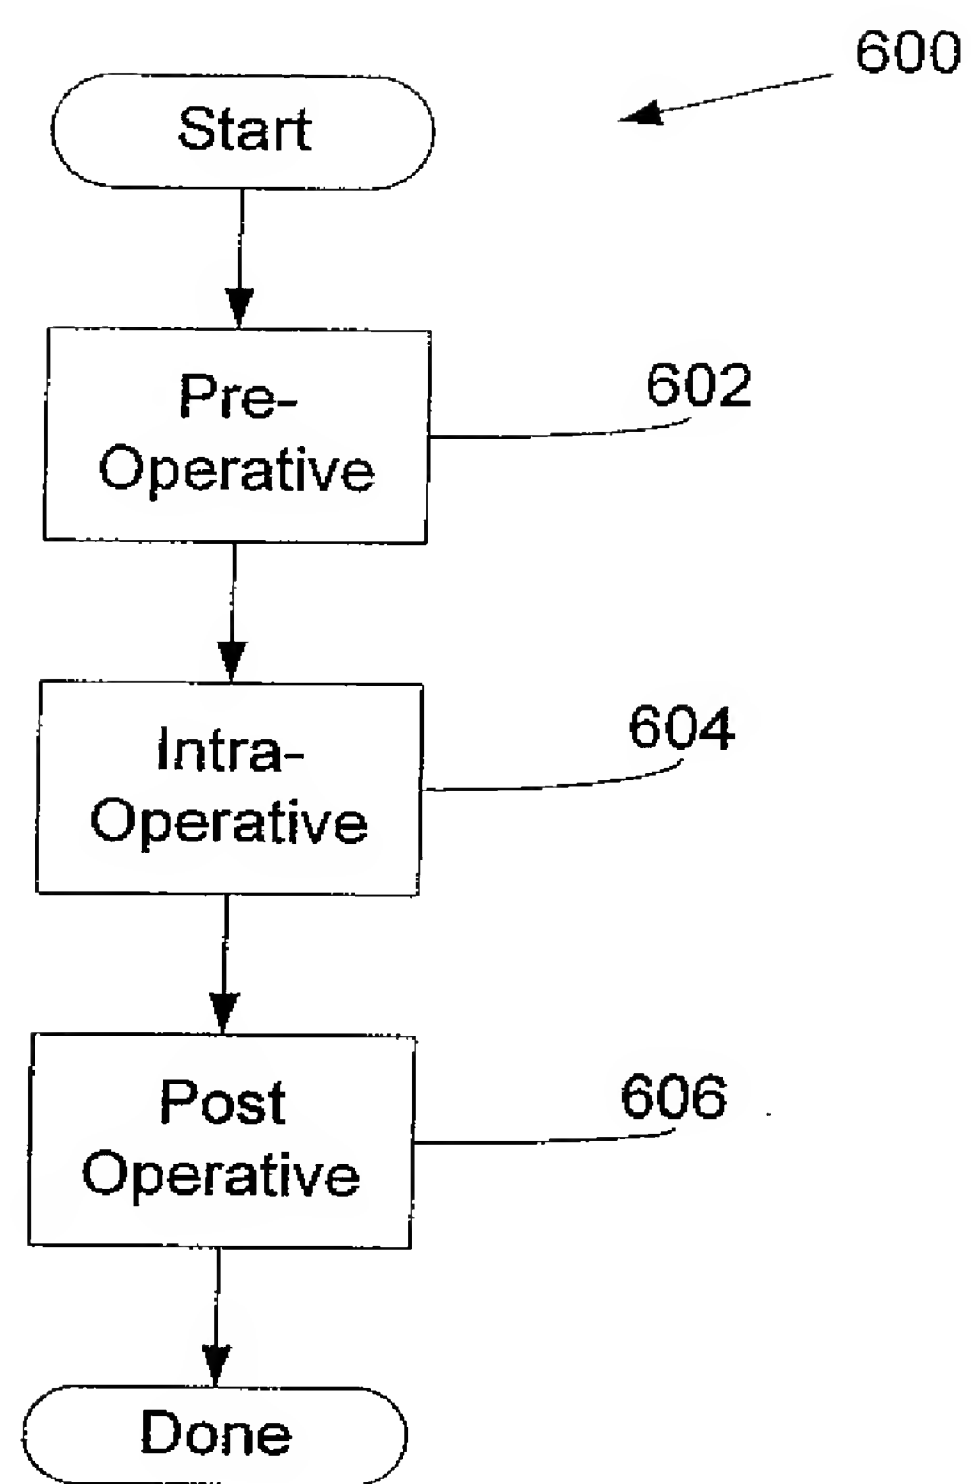 600
Start
Pre-
Operative
602
Intra-
Operative
604
Post
Operative
606
Done